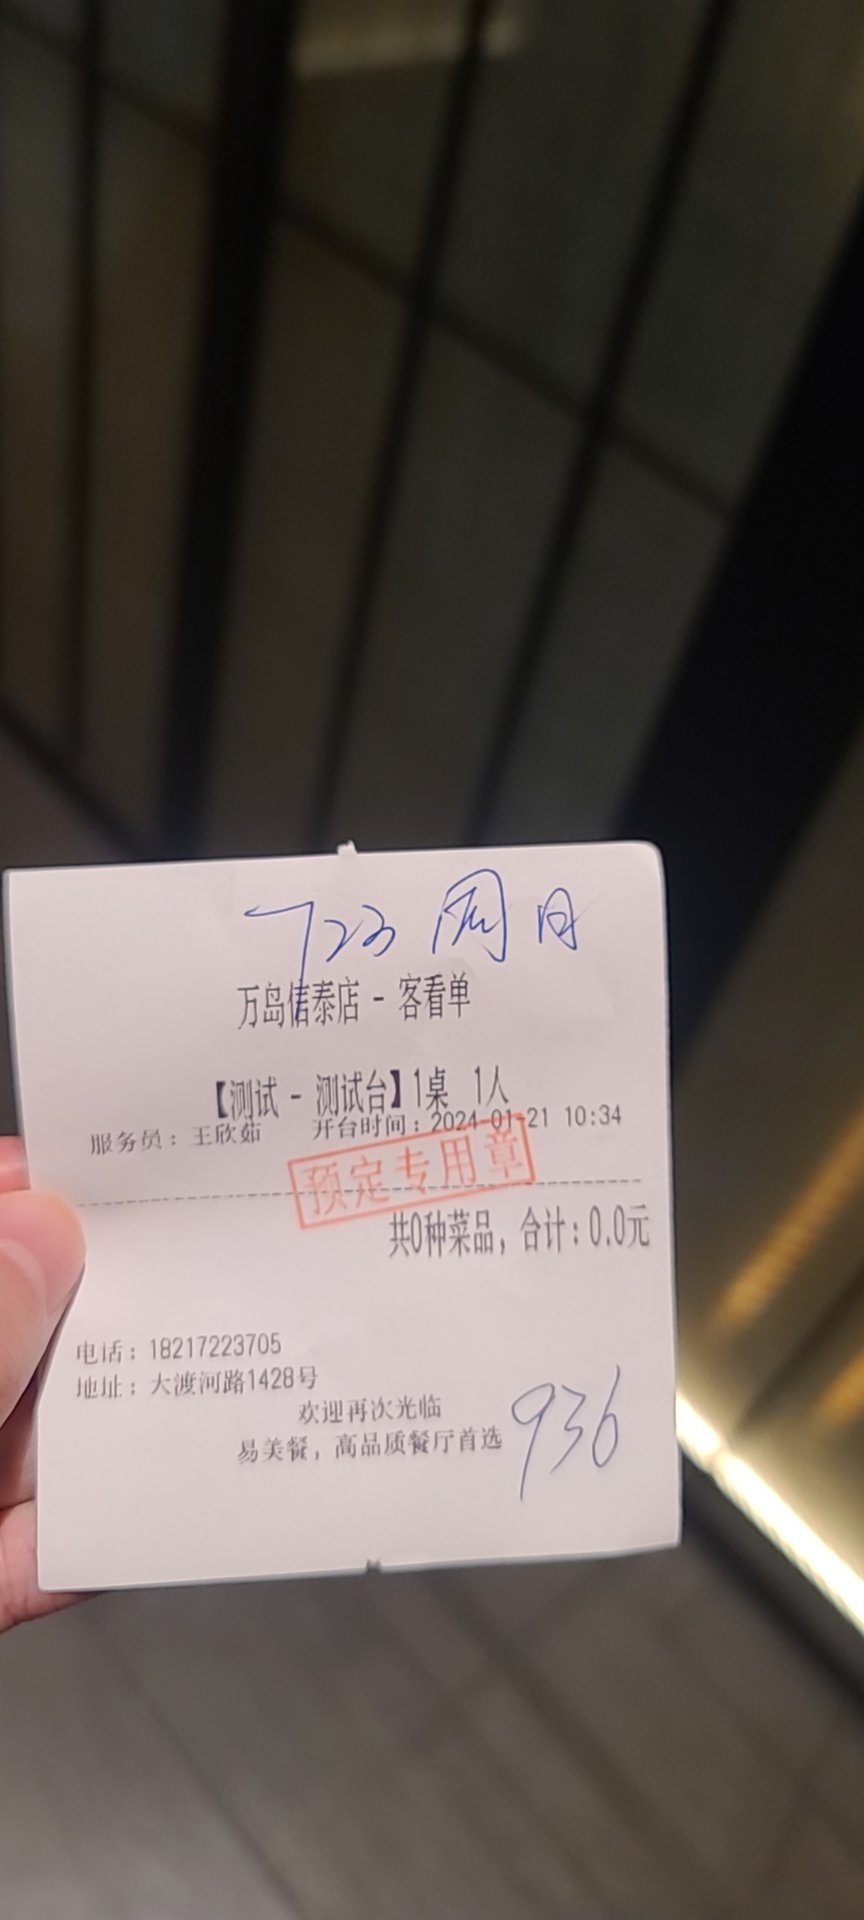 723 周日
万岛信泰店 - 客看单
【测试 - 测试台】1桌 1人
服务员：王欣茹 开台时间：2024-01-21 10:34
预定专用章
共0种菜品，合计：0.0元
电话：18217223705
地址：大渡河路1428号
欢迎再次光临
易美餐，高品质餐厅首选
936